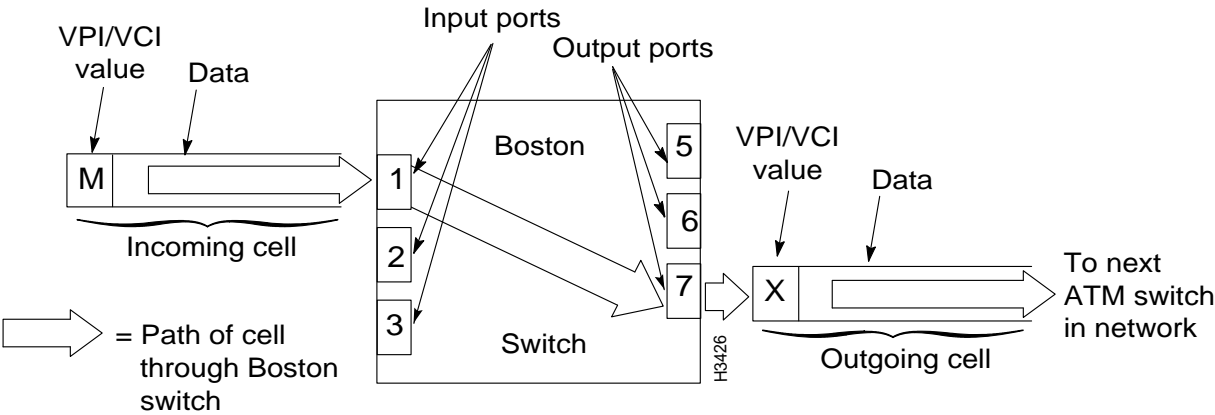 Input ports
Output ports
VPI/VCI
value
Data
M
Incoming cell
1
2
3
Boston
Switch
5
6
7
H3426
VPI/VCI
value
Data
X
Outgoing cell
To next
ATM switch
in network
= Path of cell
through Boston
switch